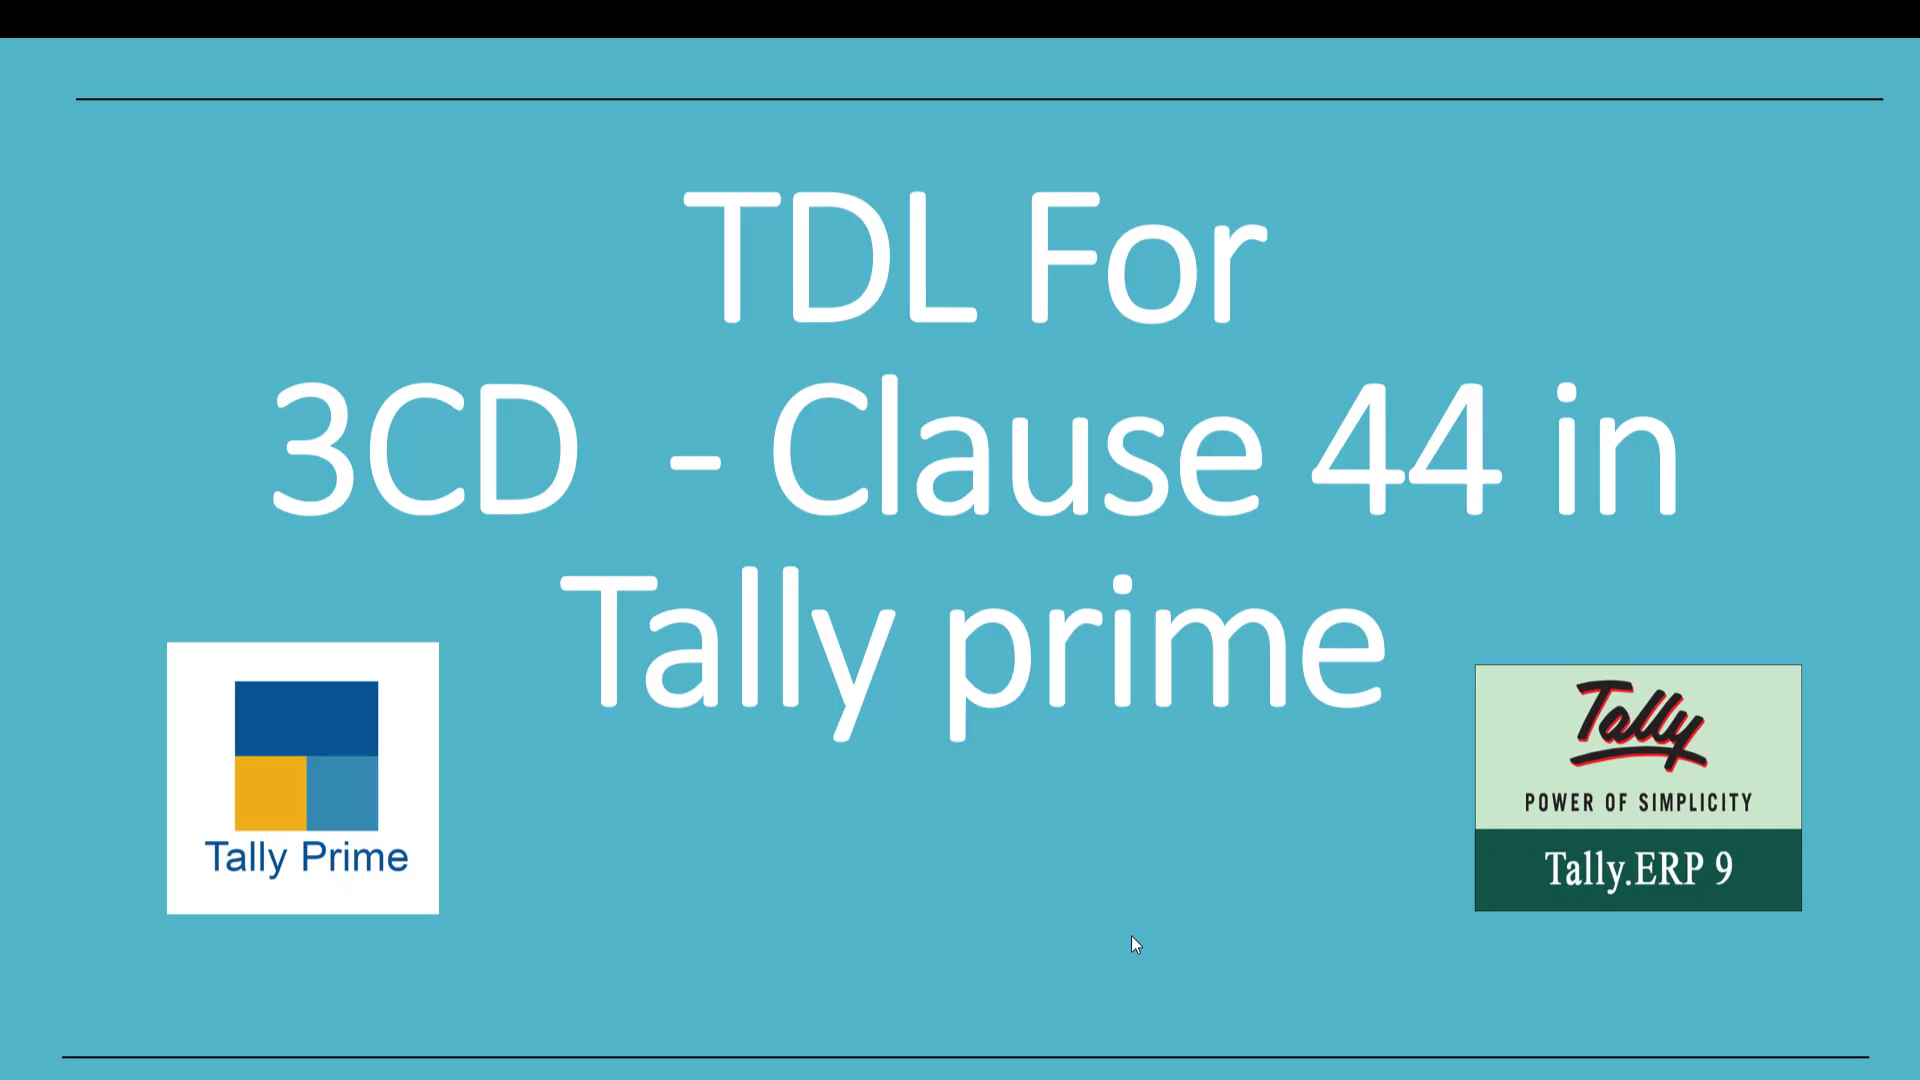 TDL For
3CD - Clause 44 in
Tally prime
Tally Prime
Tally
POWER OF SIMPLICITY
Tally.ERP 9